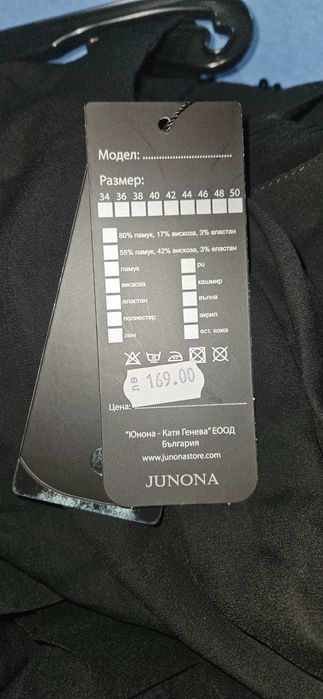 Модел: ..............................
Размер:
34 36 38 40 42 44 46 48 50
80% памук, 17% вискоза, 3% еластан
55% памук, 42% вискоза, 3% еластан
памук
pu
вискоза
кашмир
еластан
вълна
полиестер
акрил
лен
ест. кожа
лв 169.00
Цена: ..............................
"Юнона - Катя Генева" ЕООД
България
www.junonastore.com
JUNONA